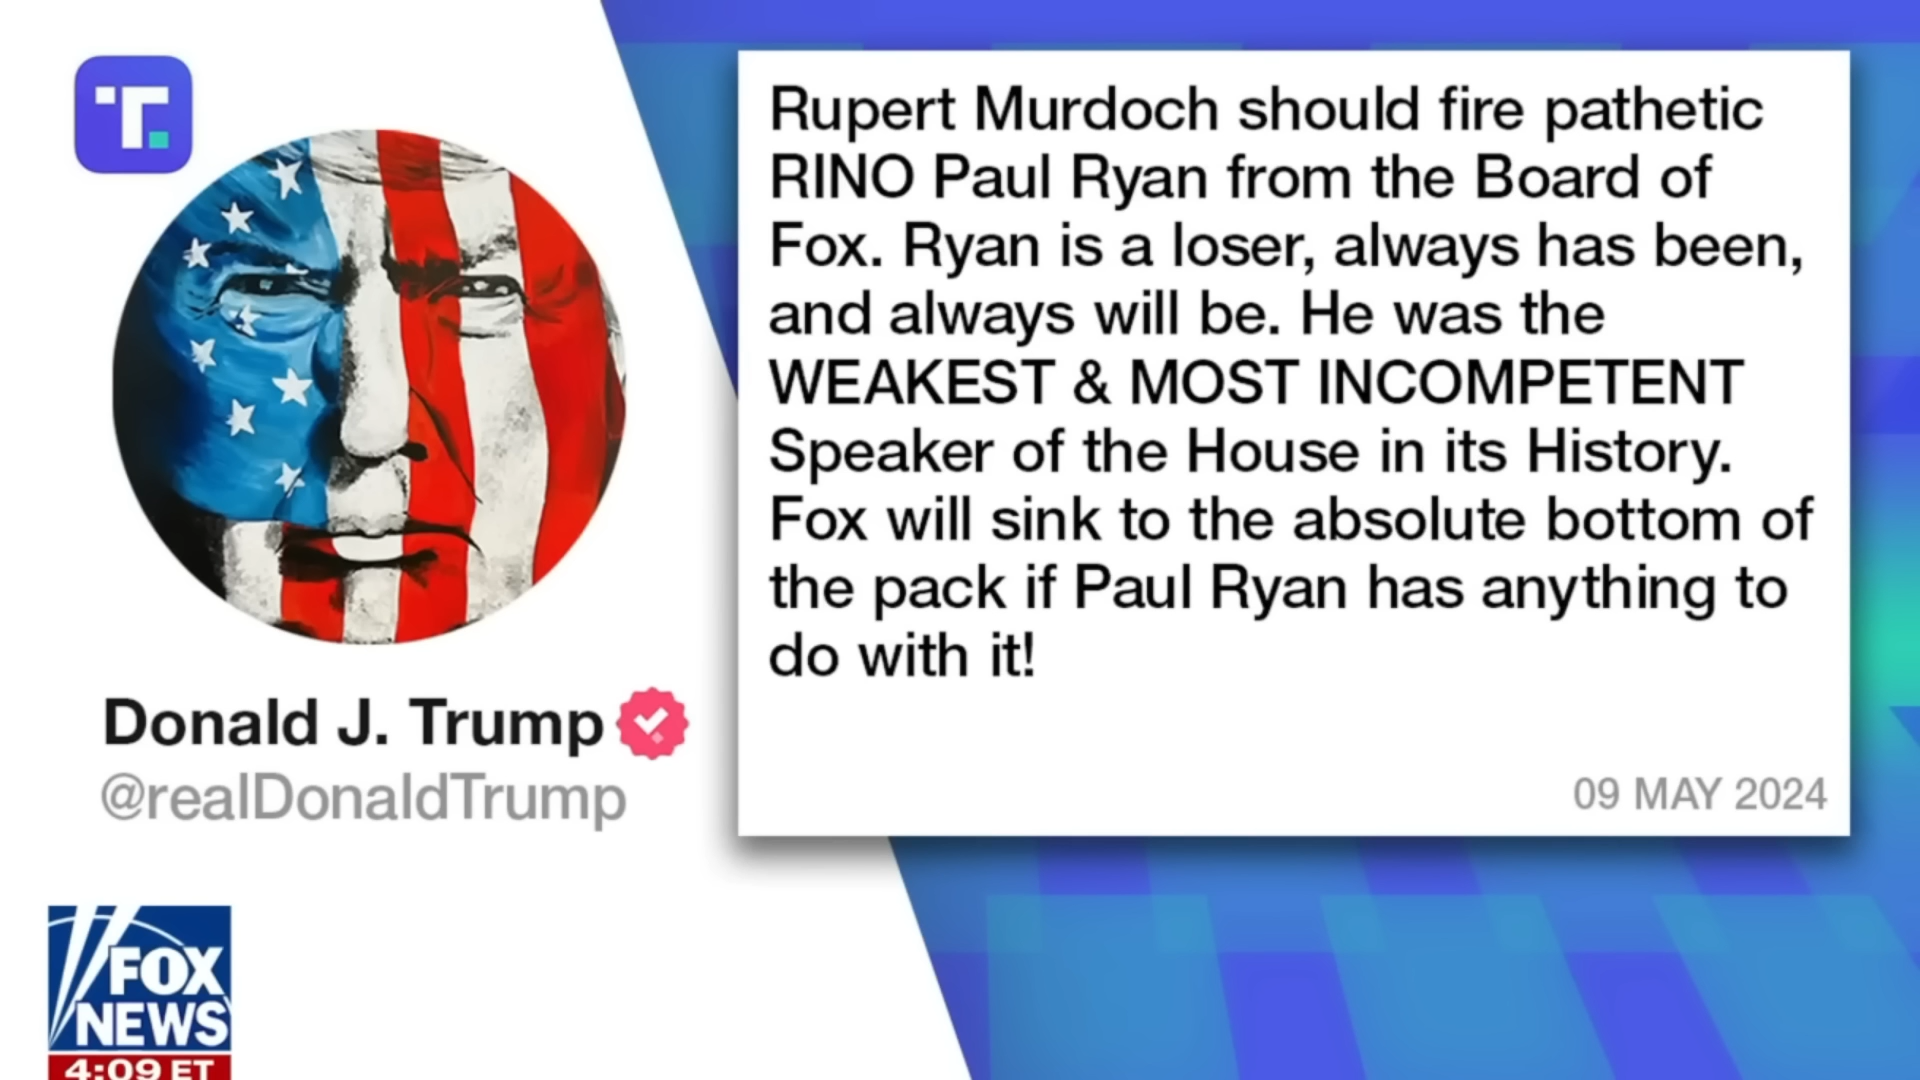 T.
Rupert Murdoch should fire pathetic
RINO Paul Ryan from the Board of
Fox. Ryan is a loser, always has been,
and always will be. He was the
WEAKEST & MOST INCOMPETENT
Speaker of the House in its History.
Fox will sink to the absolute bottom of
the pack if Paul Ryan has anything to
do with it!
09 MAY 2024
Donald J. Trump
@realDonaldTrump
FOX
NEWS
4:09 ET